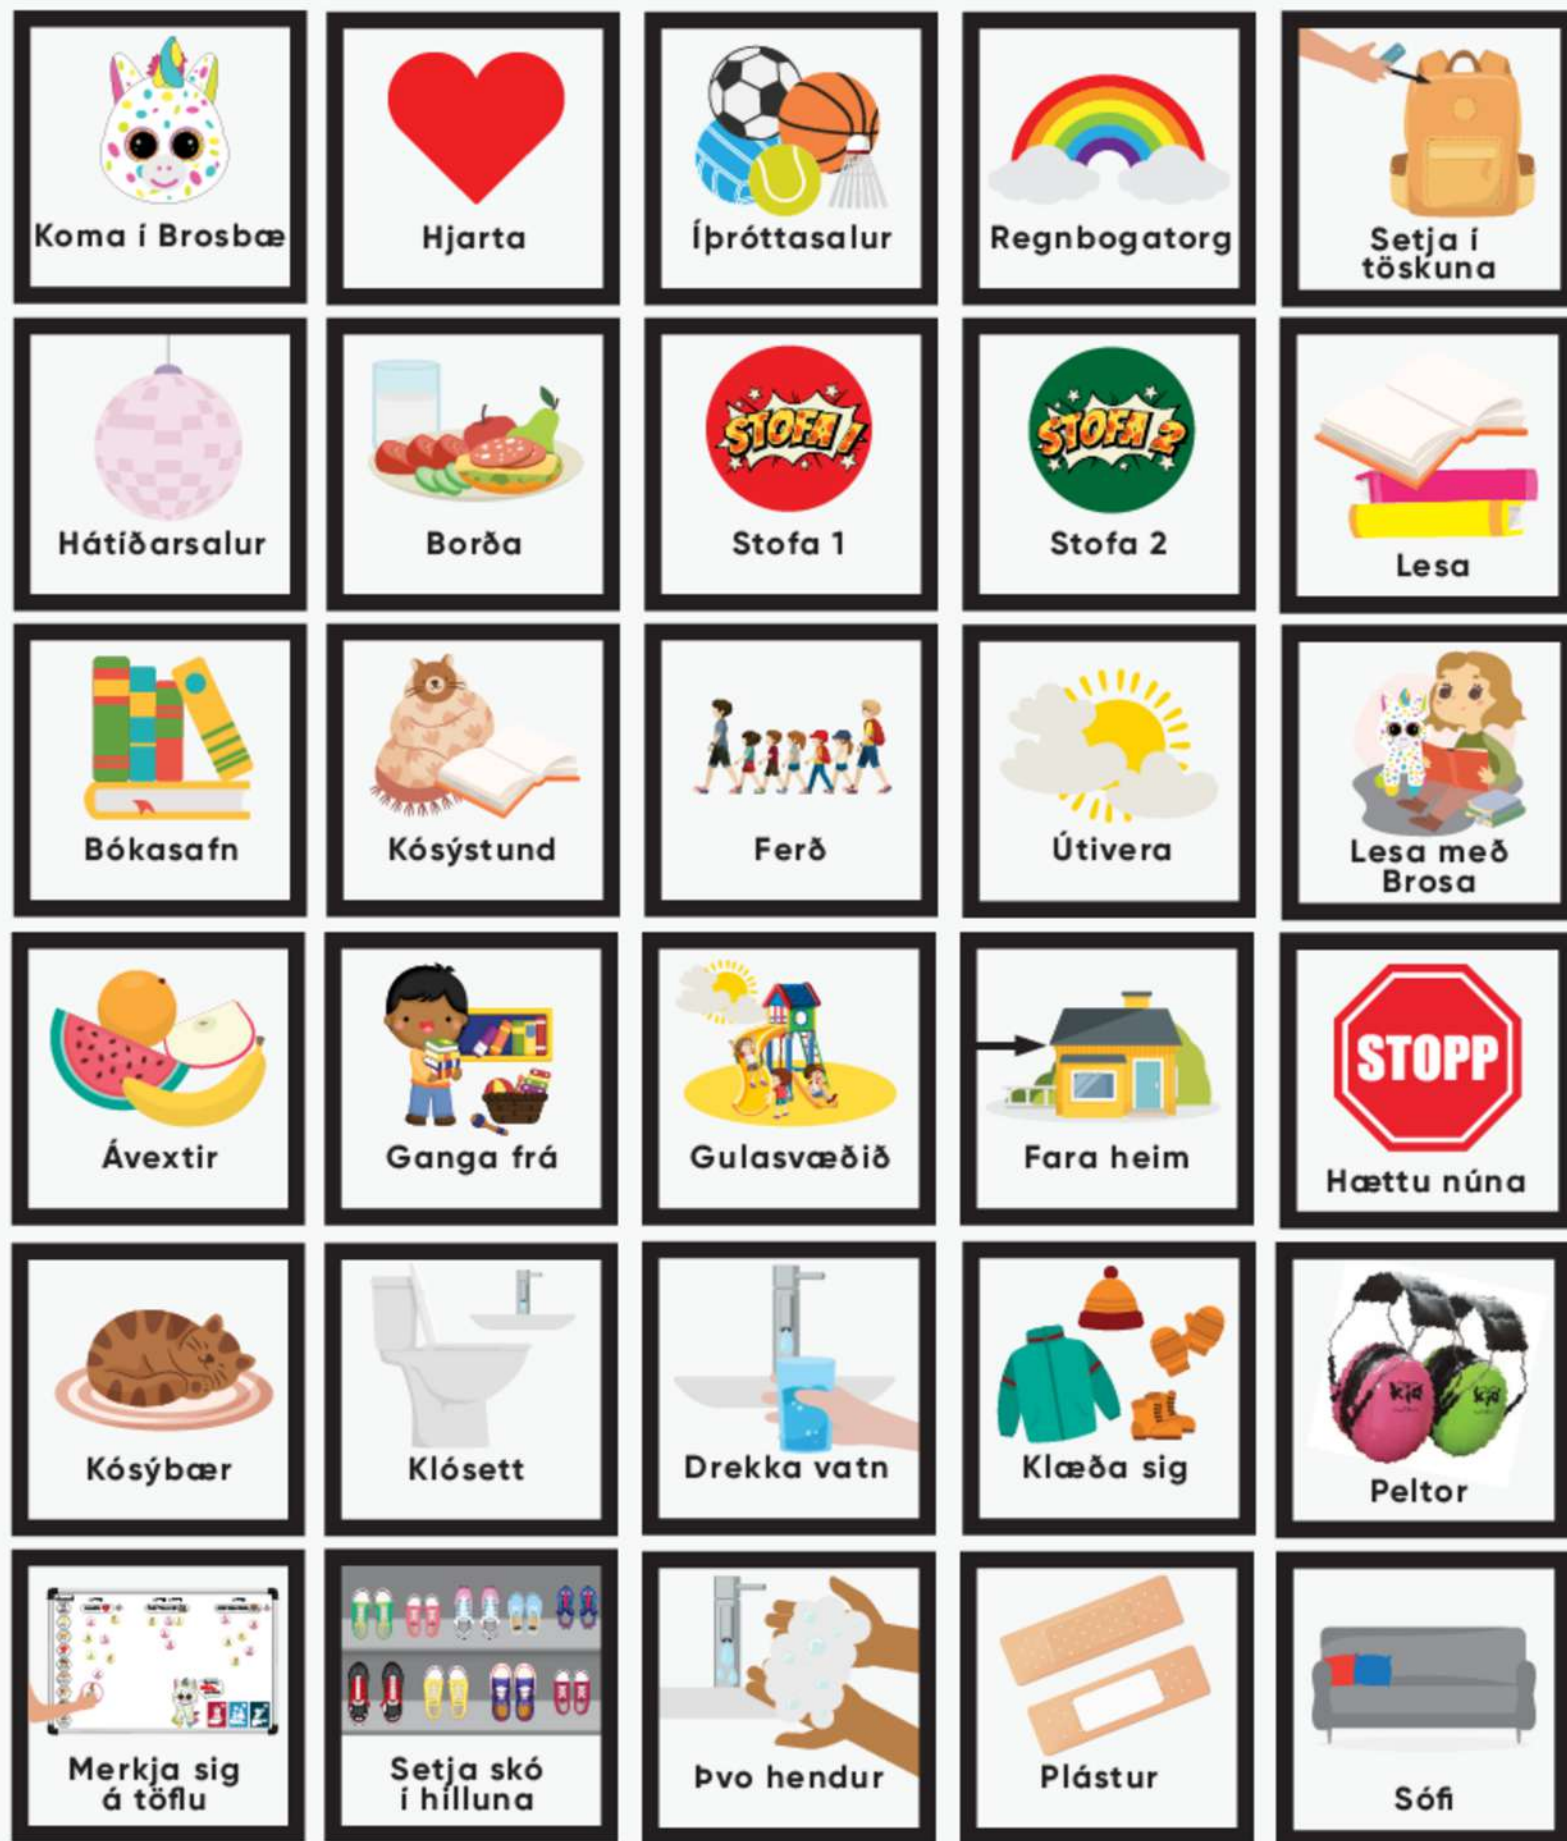 Koma í Brosbæ
Hjarta
Íþróttasalur
Regnbogatorg
Setja í
töskuna
Hátíðarsalur
Borða
STOFA 1
Stofa 1
STOFA 2
Stofa 2
Lesa
Bókasafn
Kósýstund
Ferð
Útivera
Lesa með
Brosa
Ávextir
Ganga frá
Gulasvæðið
Fara heim
STOPP
Hættu núna
Kósýbær
Klósett
Drekka vatn
Klæða sig
kid
kid
Peltor
Merkja sig
á töflu
Setja skó
í hilluna
Þvo hendur
Plástur
Sófi